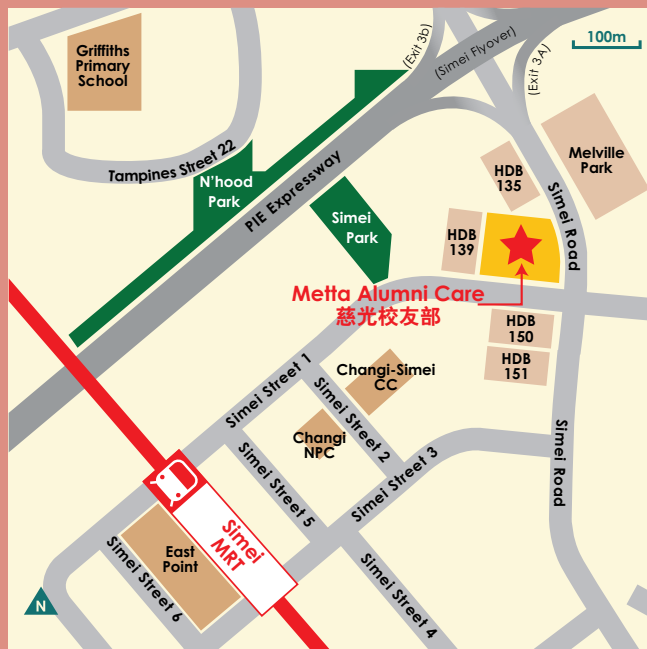 Griffiths
Primary
School
(Exit 3b)
(Simei Flyover)
(Exit 3A)
100m
Tampines Street 22
N'hood
Park
PIE Expressway
Simei
Park
HDB
135
Melville
Park
HDB
139
Simei Road
Metta Alumni Care
慈光校友部
HDB
150
HDB
151
Simei Street 1
Changi-Simei
CC
Simei Street 2
Changi
NPC
Simei Street 3
Simei Road
Simei Street 5
Simei
MRT
East
Point
Simei Street 6
Simei Street 4
N